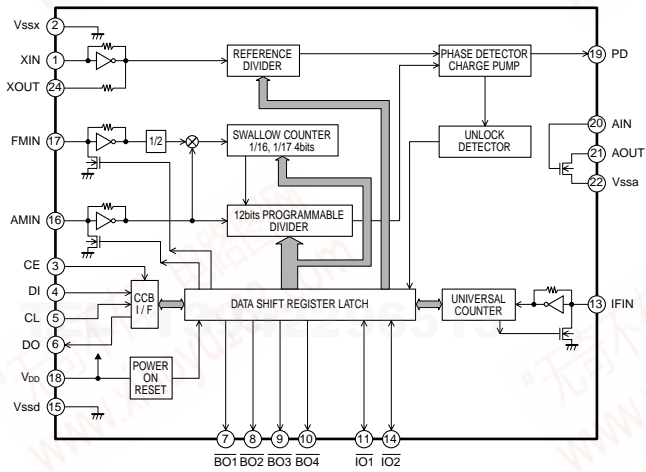 Vssx 2
XIN 1
XOUT 24
REFERENCE
DIVIDER
PHASE DETECTOR
CHARGE PUMP
19 PD
FMIN 17
1/2
SWALLOW COUNTER
1/16, 1/17 4bits
UNLOCK
DETECTOR
20 AIN
21 AOUT
22 Vssa
AMIN 16
12bits PROGRAMMABLE
DIVIDER
CE 3
DI 4
CL 5
DO 6
CCB
I / F
DATA SHIFT REGISTER LATCH
UNIVERSAL
COUNTER
13 IFIN
VDD 18
POWER
ON
RESET
Vssd 15
7 8 9 10 11 14
BO1 BO2 BO3 BO4 IO1 IO2